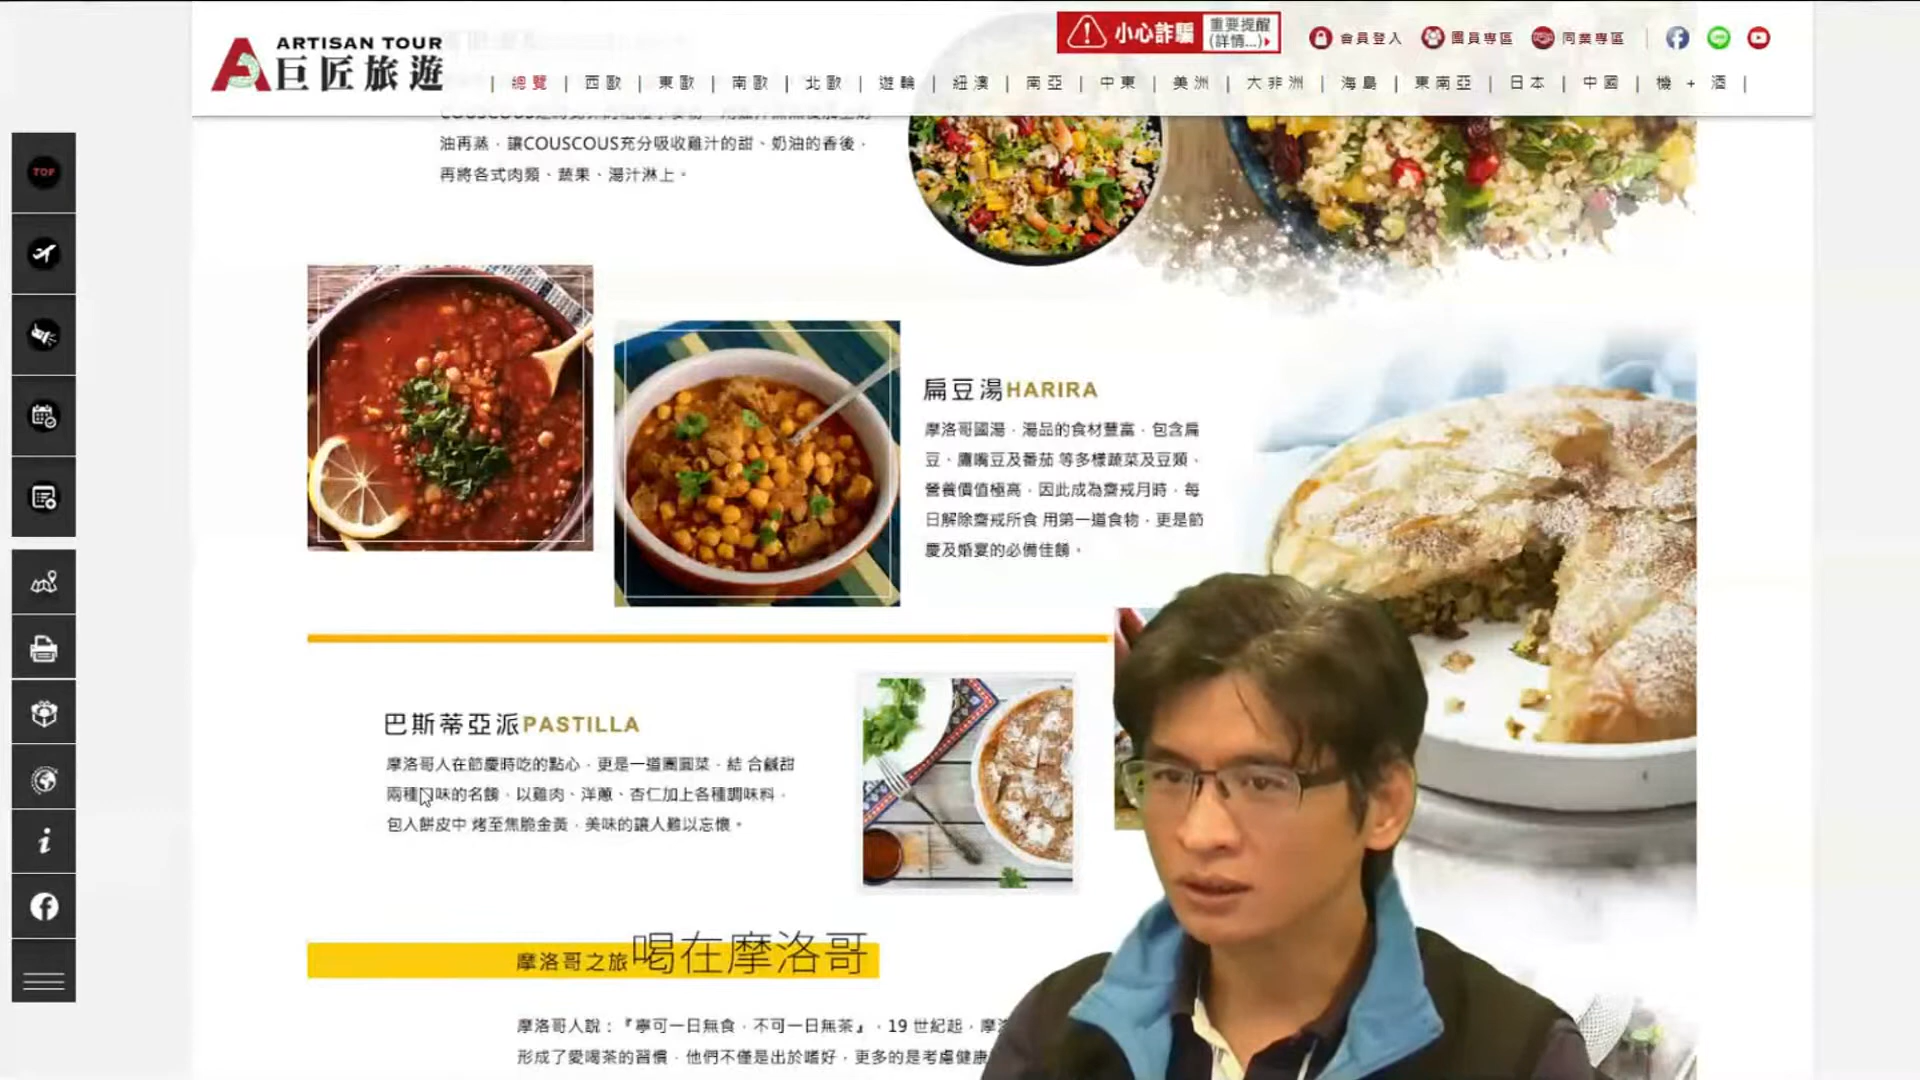 ARTISAN TOUR
巨匠旅遊
小心詐騙
重要提醒
(詳情...)
會員登入
團員專區
同業專區
| 總覽 | 西歐 | 東歐 | 南歐 | 北歐 | 遊輪 | 紐澳 | 南亞 | 中東 | 美洲 | 大非洲 | 海島 | 東南亞 | 日本 | 中國 | 機 + 酒 |
TOP
油再蒸，讓COUSCOUS充分吸收雞汁的甜、奶油的香後，
再將各式肉類、蔬果、湯汁淋上。
扁豆湯HARIRA
摩洛哥國湯，湯品的食材豐富，包含扁
豆、鷹嘴豆及番茄 等多樣蔬菜及豆類、
營養價值極高，因此成為齋戒月時，每
日解除齋戒所食 用第一道食物，更是節
慶及婚宴的必備佳餚。
巴斯蒂亞派PASTILLA
摩洛哥人在節慶時吃的點心，更是一道團圓菜，結 合鹹甜
兩種 味的名餚，以雞肉、洋蔥、杏仁加上各種調味料，
包入餅皮中 烤至焦脆金黃，美味的讓人難以忘懷。
摩洛哥之旅 喝在摩洛哥
摩洛哥人說：『寧可一日無食，不可一日無茶』，19 世紀起，摩
形成了愛喝茶的習慣，他們不僅是出於嗜好，更多的是考慮健康